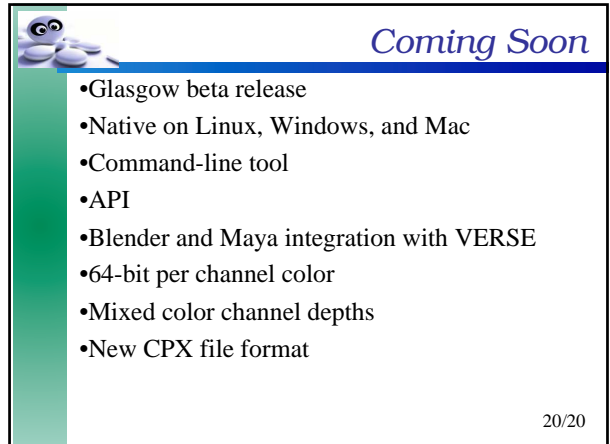 Coming Soon
•Glasgow beta release
•Native on Linux, Windows, and Mac
•Command-line tool
•API
•Blender and Maya integration with VERSE
•64-bit per channel color
•Mixed color channel depths
•New CPX file format
20/20